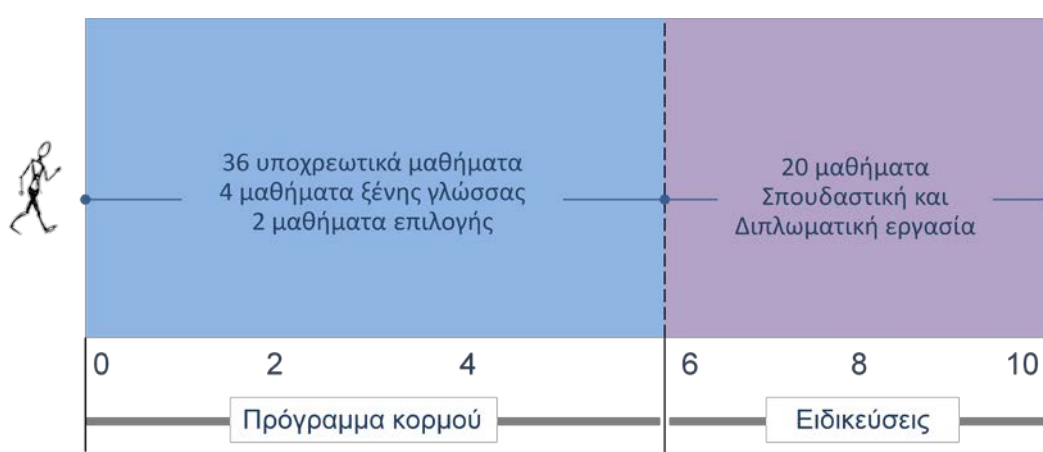 36 υποχρεωτικά μαθήματα
4 μαθήματα ξένης γλώσσας
2 μαθήματα επιλογής
20 μαθήματα
Σπουδαστική και
Διπλωματική εργασία
0 2 4 6 8 10
Πρόγραμμα κορμού
Ειδικεύσεις